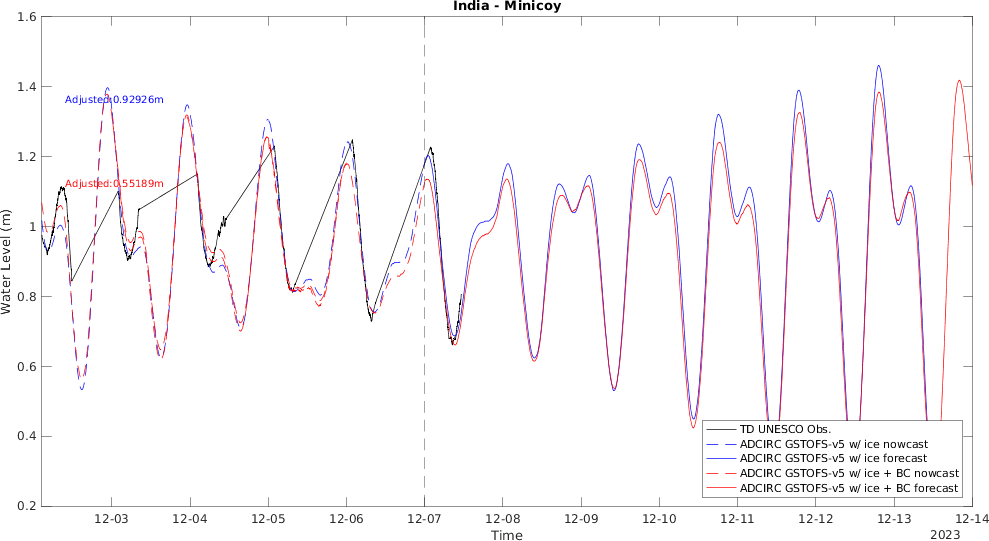 India - Minicoy
1.6
1.4
1.2
1
0.8
0.6
0.4
0.2
Water Level (m)
Adjusted:0.92926m
Adjusted:0.55189m
TD UNESCO Obs.
ADCIRC GSTOFS-v5 w/ ice nowcast
ADCIRC GSTOFS-v5 w/ ice forecast
ADCIRC GSTOFS-v5 w/ ice + BC nowcast
ADCIRC GSTOFS-v5 w/ ice + BC forecast
12-03 12-04 12-05 12-06 12-07 12-08 12-09 12-10 12-11 12-12 12-13 12-14
Time
2023